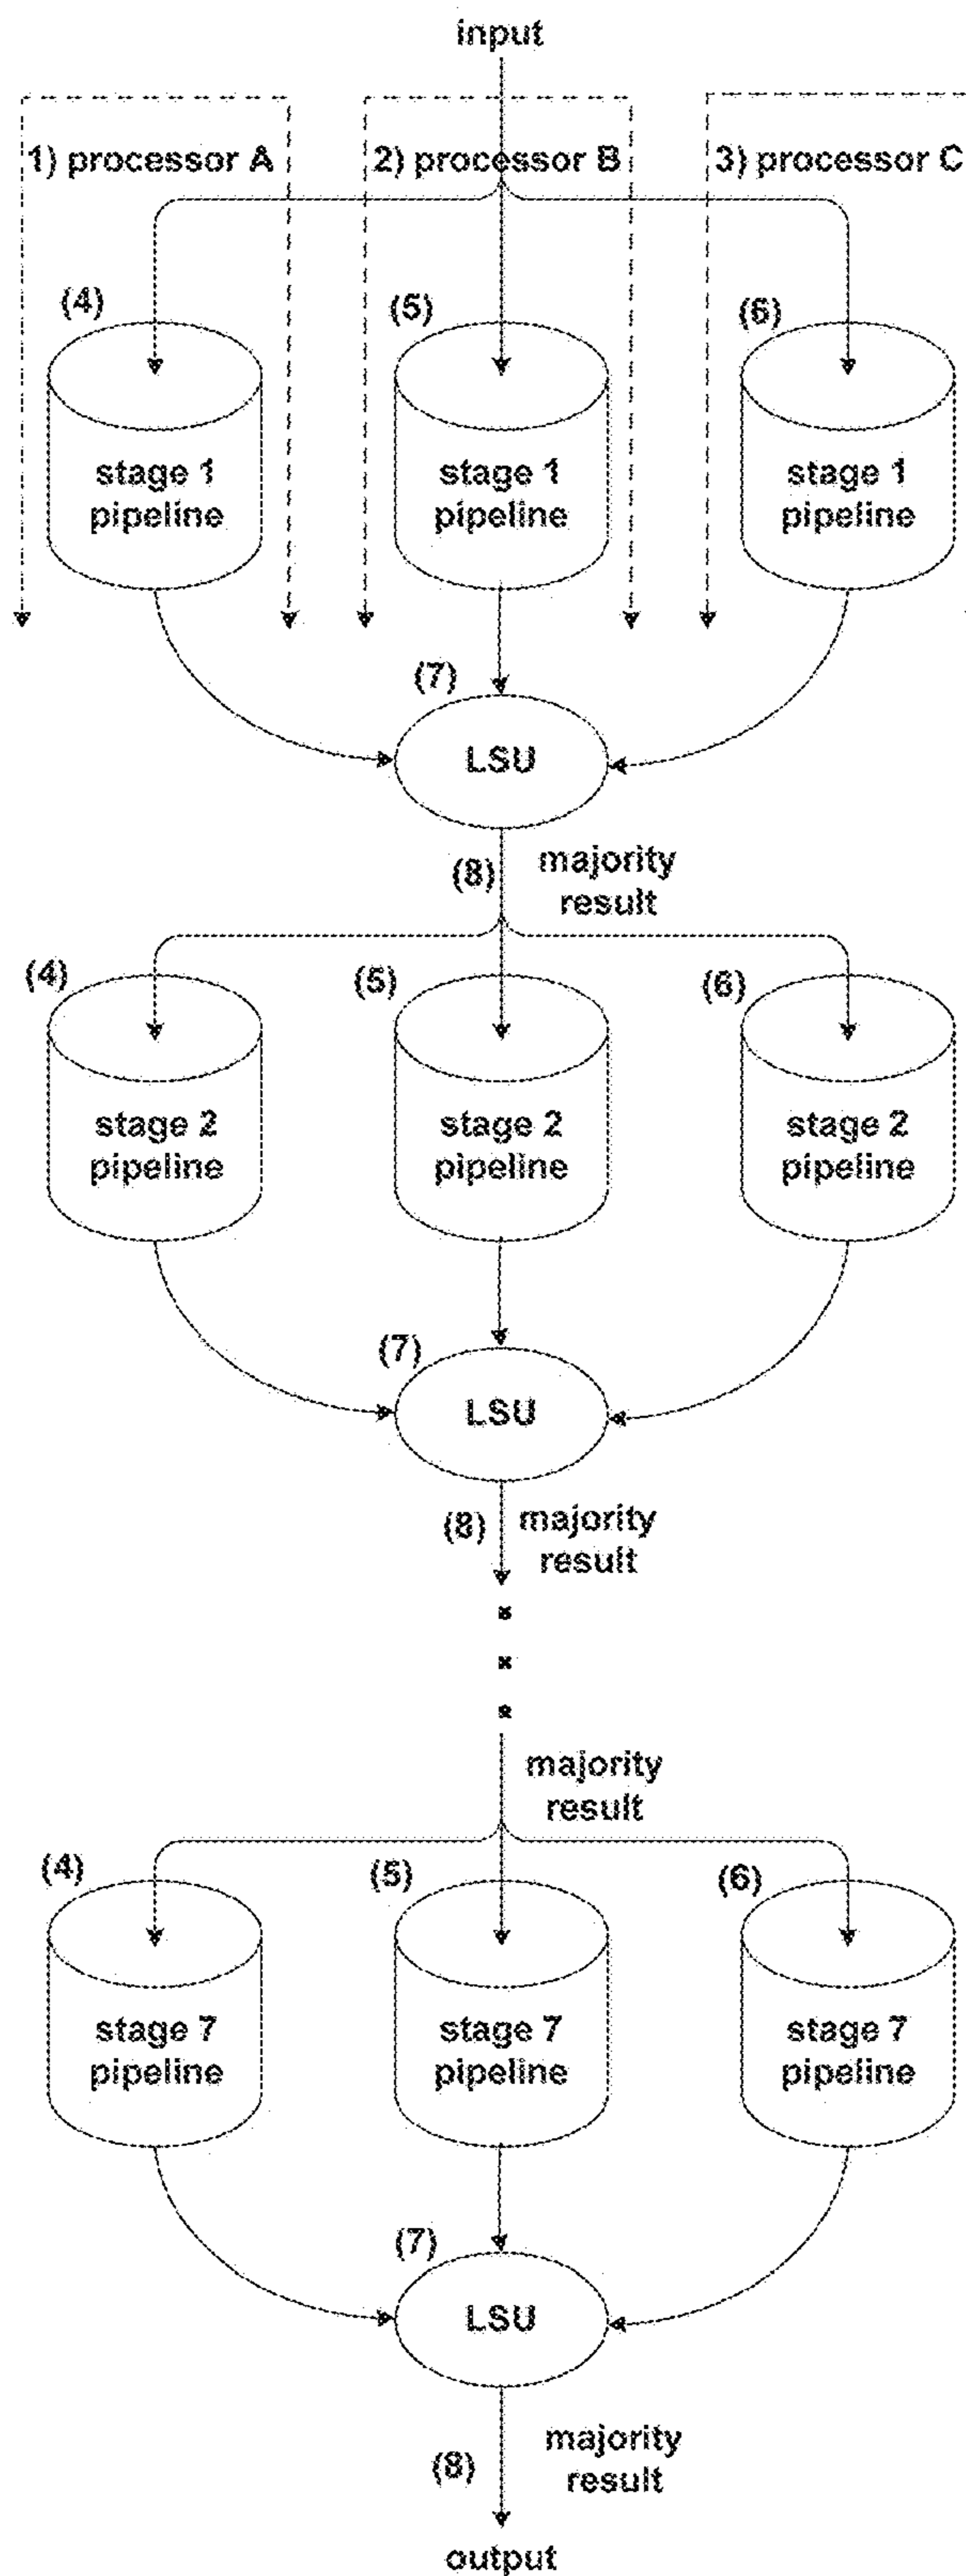 input
1) processor A
2) processor B
3) processor C
(4)
(5)
(6)
stage 1
pipeline
stage 1
pipeline
stage 1
pipeline
(7)
LSU
(8)
majority
result
(4)
(5)
(6)
stage 2
pipeline
stage 2
pipeline
stage 2
pipeline
(7)
LSU
(8)
majority
result
majority
result
(4)
(5)
(6)
stage 7
pipeline
stage 7
pipeline
stage 7
pipeline
(7)
LSU
(8)
majority
result
output